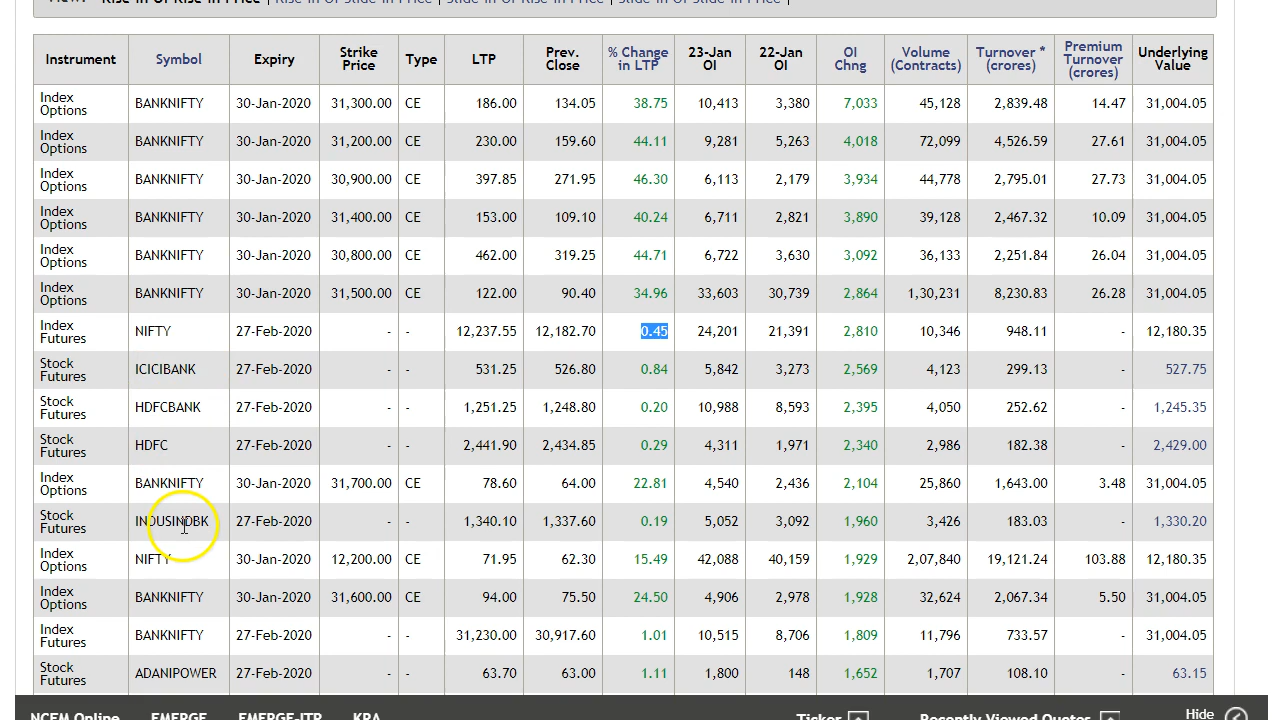 Rise in OI Rise in Price | Rise in OI Slide in Price | Slide in OI Rise in Price | Slide in OI Slide in Price |
Instrument Symbol Expiry Strike Price Type LTP Prev. Close % Change in LTP 23-Jan OI 22-Jan OI OI Chng Volume (Contracts) Turnover * (crores) Premium Turnover (crores) Underlying Value
Index Options BANKNIFTY 30-Jan-2020 31,300.00 CE 186.00 134.05 38.75 10,413 3,380 7,033 45,128 2,839.48 14.47 31,004.05
Index Options BANKNIFTY 30-Jan-2020 31,200.00 CE 230.00 159.60 44.11 9,281 5,263 4,018 72,099 4,526.59 27.61 31,004.05
Index Options BANKNIFTY 30-Jan-2020 30,900.00 CE 397.85 271.95 46.30 6,113 2,179 3,934 44,778 2,795.01 27.73 31,004.05
Index Options BANKNIFTY 30-Jan-2020 31,400.00 CE 153.00 109.10 40.24 6,711 2,821 3,890 39,128 2,467.32 10.09 31,004.05
Index Options BANKNIFTY 30-Jan-2020 30,800.00 CE 462.00 319.25 44.71 6,722 3,630 3,092 36,133 2,251.84 26.04 31,004.05
Index Options BANKNIFTY 30-Jan-2020 31,500.00 CE 122.00 90.40 34.96 33,603 30,739 2,864 1,30,231 8,230.83 26.28 31,004.05
Index Futures NIFTY 27-Feb-2020 - - 12,237.55 12,182.70 0.45 24,201 21,391 2,810 10,346 948.11 - 12,180.35
Stock Futures ICICIBANK 27-Feb-2020 - - 531.25 526.80 0.84 5,842 3,273 2,569 4,123 299.13 - 527.75
Stock Futures HDFCBANK 27-Feb-2020 - - 1,251.25 1,248.80 0.20 10,988 8,593 2,395 4,050 252.62 - 1,245.35
Stock Futures HDFC 27-Feb-2020 - - 2,441.90 2,434.85 0.29 4,311 1,971 2,340 2,986 182.38 - 2,429.00
Index Options BANKNIFTY 30-Jan-2020 31,700.00 CE 78.60 64.00 22.81 4,540 2,436 2,104 25,860 1,643.00 3.48 31,004.05
Stock Futures INDUSINDBK 27-Feb-2020 - - 1,340.10 1,337.60 0.19 5,052 3,092 1,960 3,426 183.03 - 1,330.20
Index Options NIFTY 30-Jan-2020 12,200.00 CE 71.95 62.30 15.49 42,088 40,159 1,929 2,07,840 19,121.24 103.88 12,180.35
Index Options BANKNIFTY 30-Jan-2020 31,600.00 CE 94.00 75.50 24.50 4,906 2,978 1,928 32,624 2,067.34 5.50 31,004.05
Index Futures BANKNIFTY 27-Feb-2020 - - 31,230.00 30,917.60 1.01 10,515 8,706 1,809 11,796 733.57 - 31,004.05
Stock Futures ADANIPOWER 27-Feb-2020 - - 63.70 63.00 1.11 1,800 148 1,652 1,707 108.10 - 63.15
NCFM Online EMERGE EMERGE-ITP KRA Ticker Recently Viewed Quotes Hide